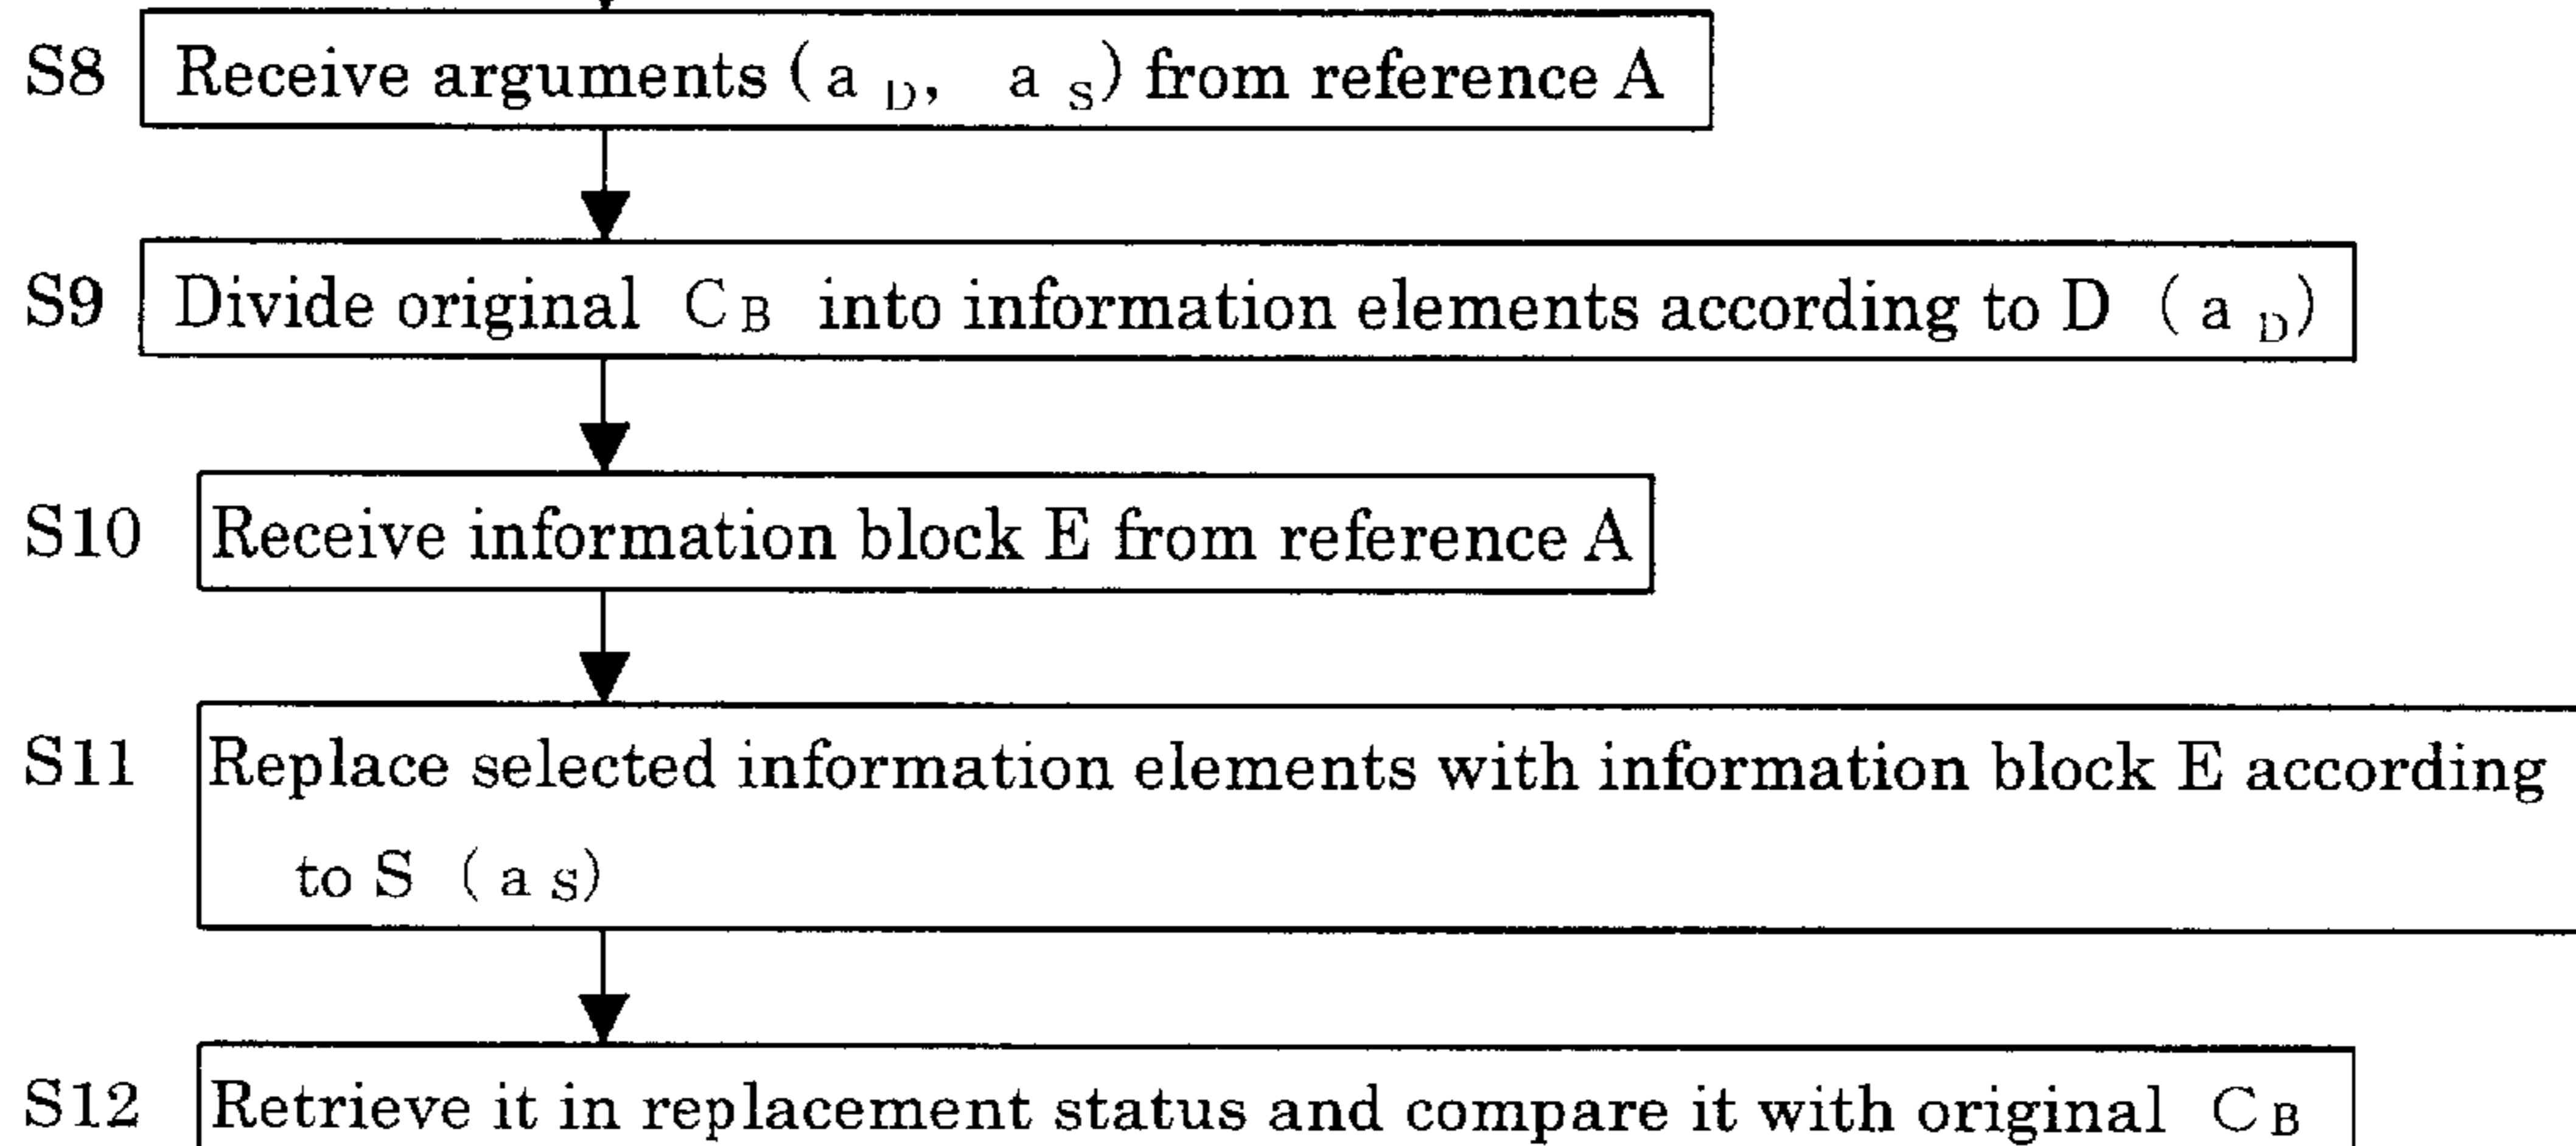 S8 Receive arguments (a D, a S) from reference A
S9 Divide original C B into information elements according to D (a D)
S10 Receive information block E from reference A
S11 Replace selected information elements with information block E according
to S (a S)
S12 Retrieve it in replacement status and compare it with original C B